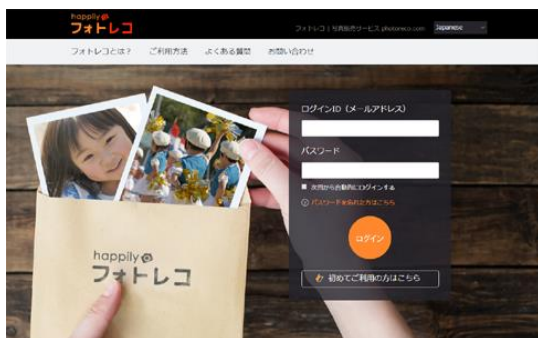 happily
フォトレコ
フォトレコ | 写真販売サービス photoreco.com
Japanese
フォトレコとは？ ご利用方法 よくある質問 お問い合わせ
ログインID（メールアドレス）
パスワード
次回から自動的にログインする
パスワードを忘れた方はこちら
ログイン
初めてご利用の方はこちら
happily
フォトレコ